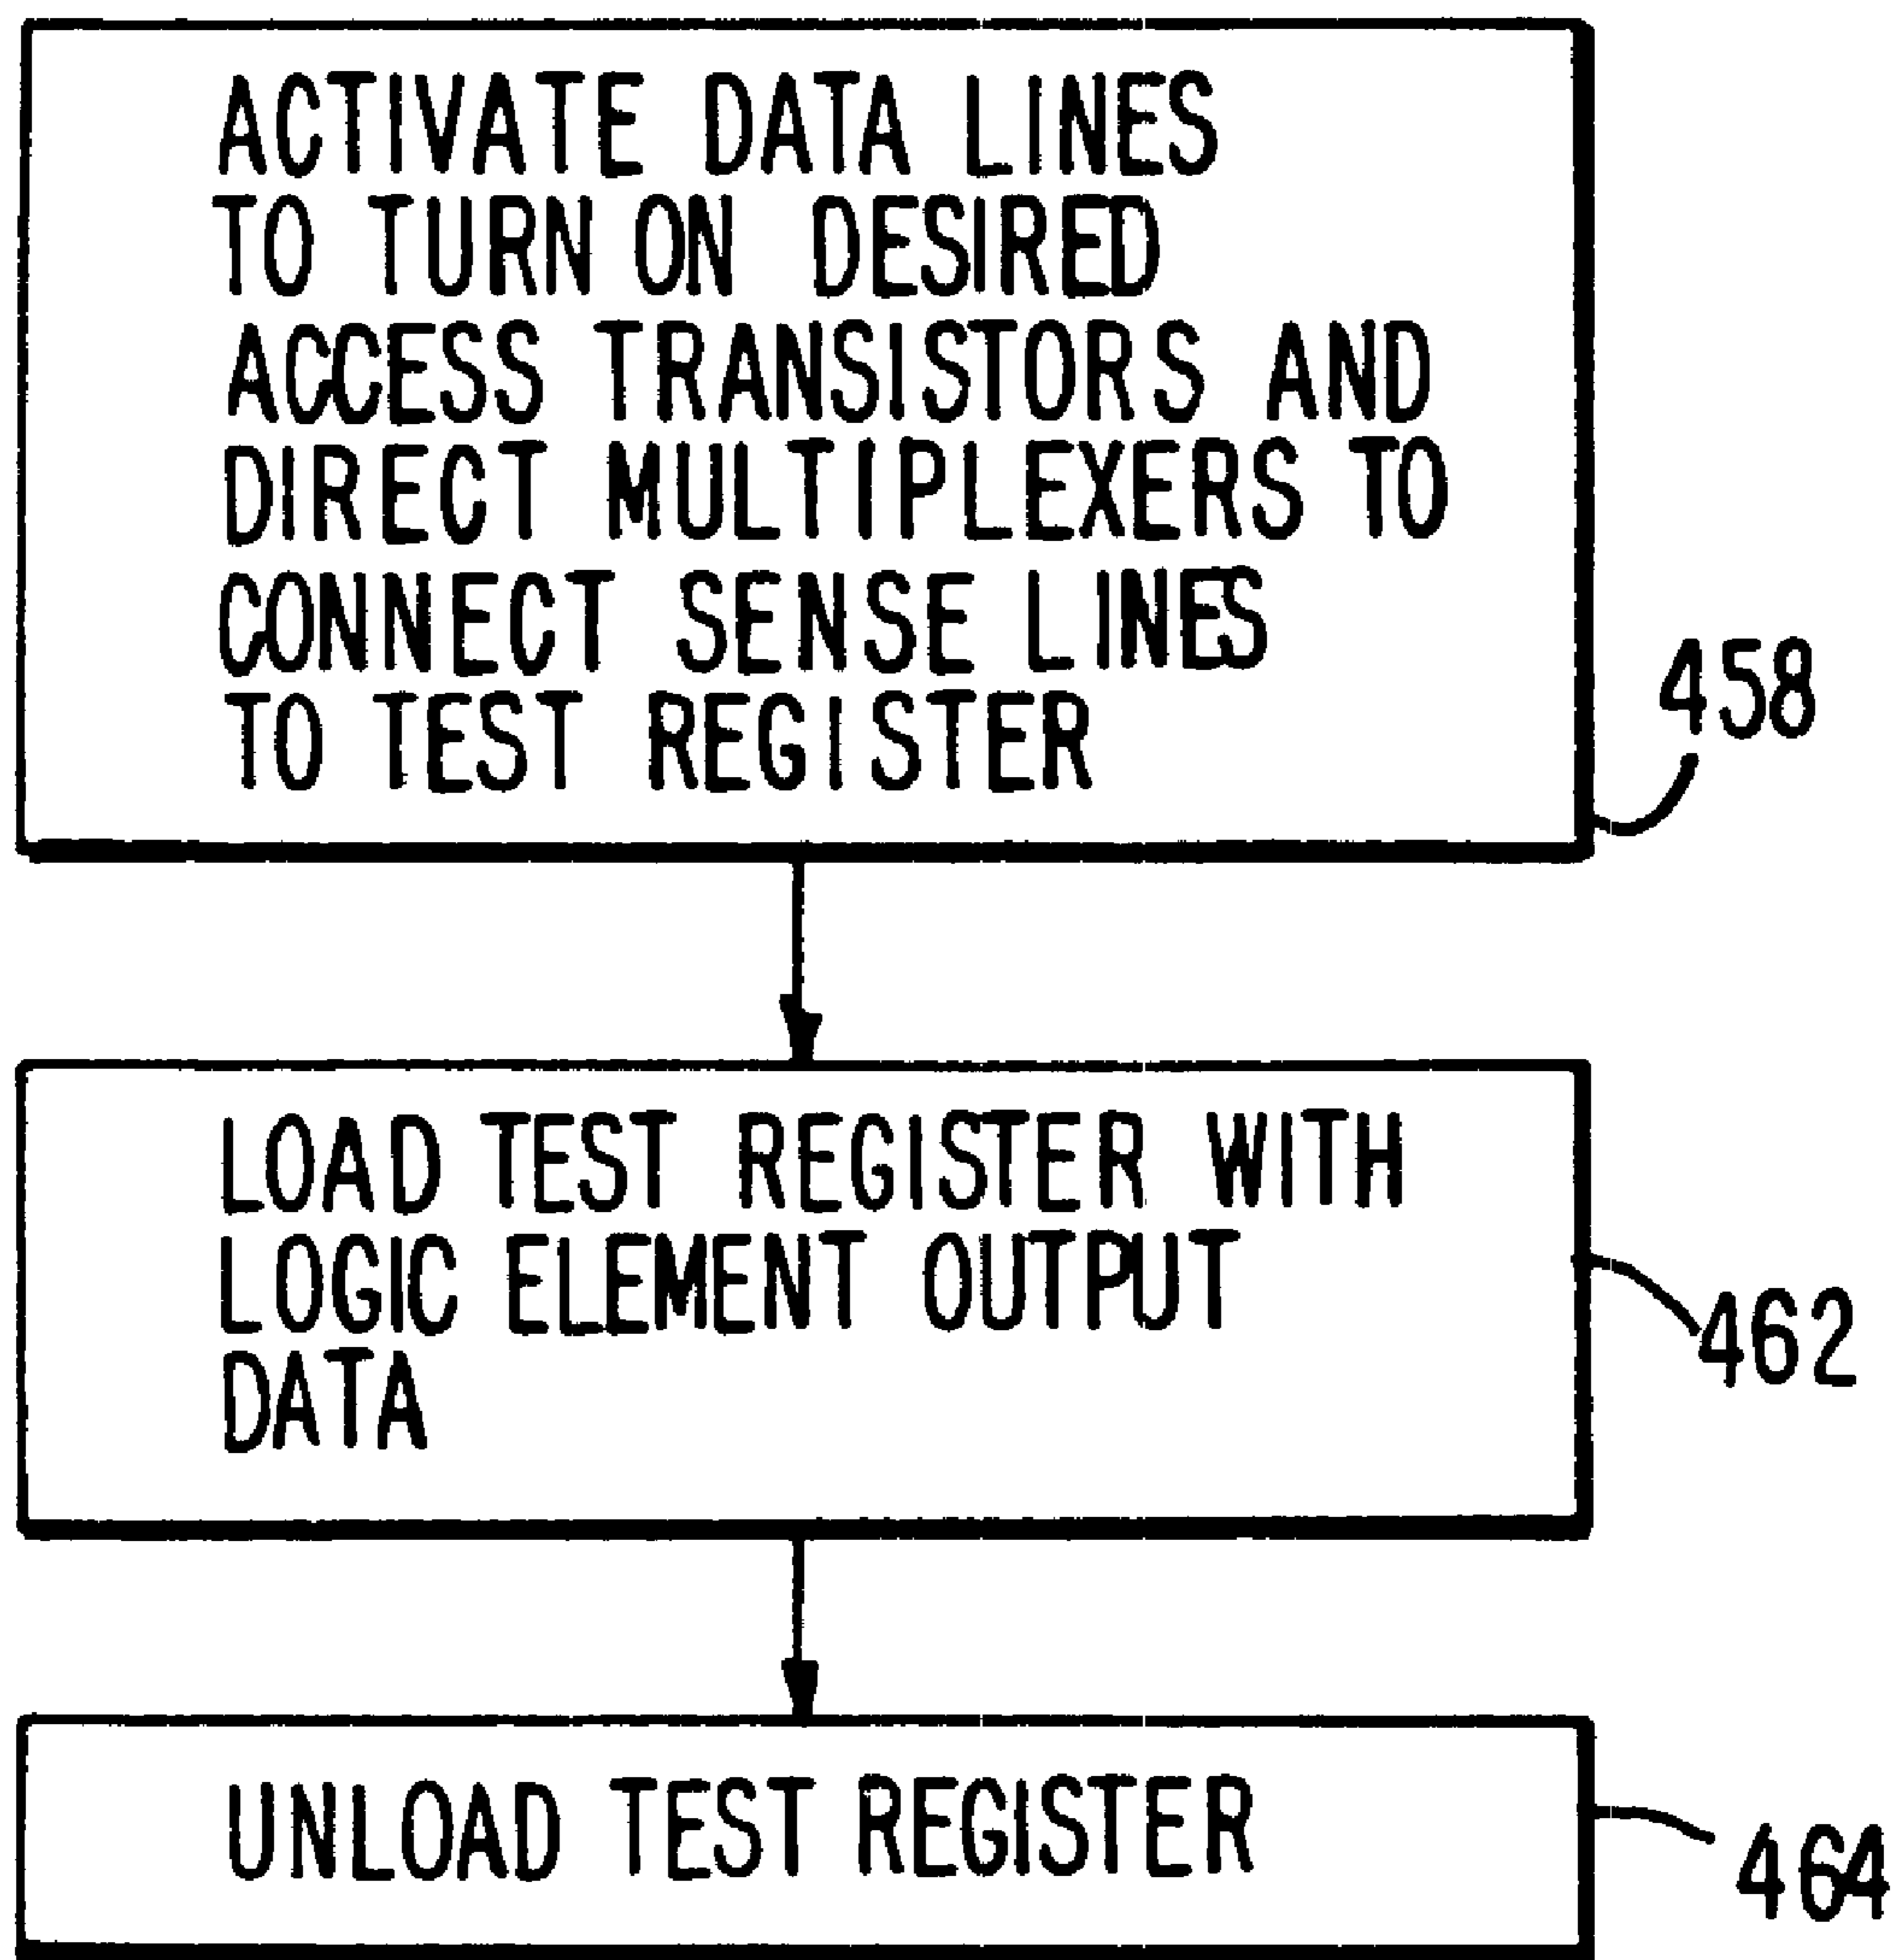 ACTIVATE DATA LINES
TO TURN ON DESIRED
ACCESS TRANSISTORS AND
DIRECT MULTIPLEXERS TO
CONNECT SENSE LINES
TO TEST REGISTER
458
LOAD TEST REGISTER WITH
LOGIC ELEMENT OUTPUT
DATA
462
UNLOAD TEST REGISTER
464